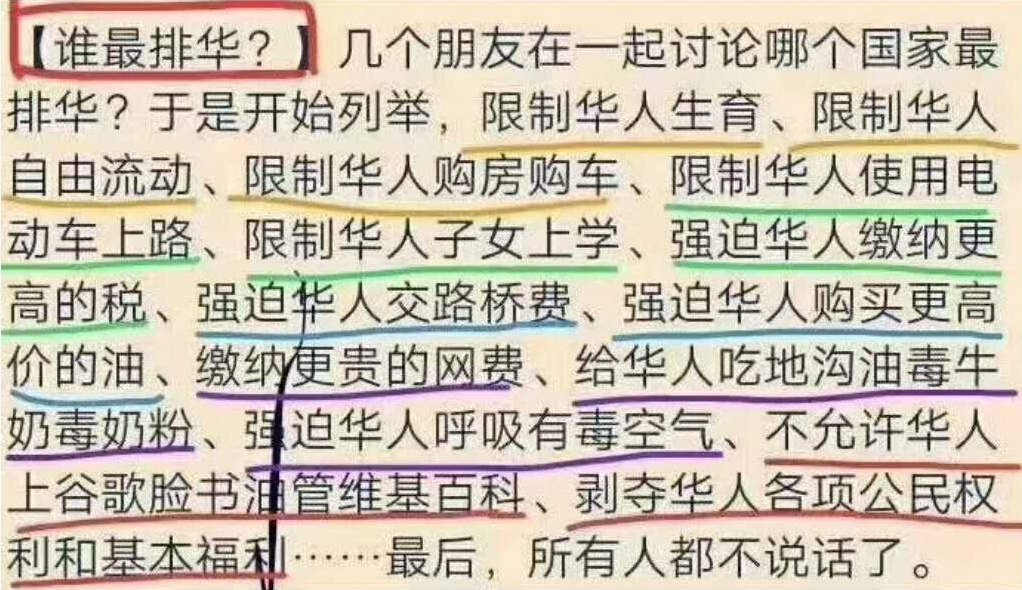 【谁最排华？】几个朋友在一起讨论哪个国家最
排华？于是开始列举，限制华人生育、限制华人
自由流动、限制华人购房购车、限制华人使用电
动车上路、限制华人子女上学、强迫华人缴纳更
高的税、强迫华人交路桥费、强迫华人购买更高
价的油、缴纳更贵的网费、给华人吃地沟油毒牛
奶毒奶粉、强迫华人呼吸有毒空气、不允许华人
上谷歌脸书油管维基百科、剥夺华人各项公民权
利和基本福利……最后，所有人都不说话了。